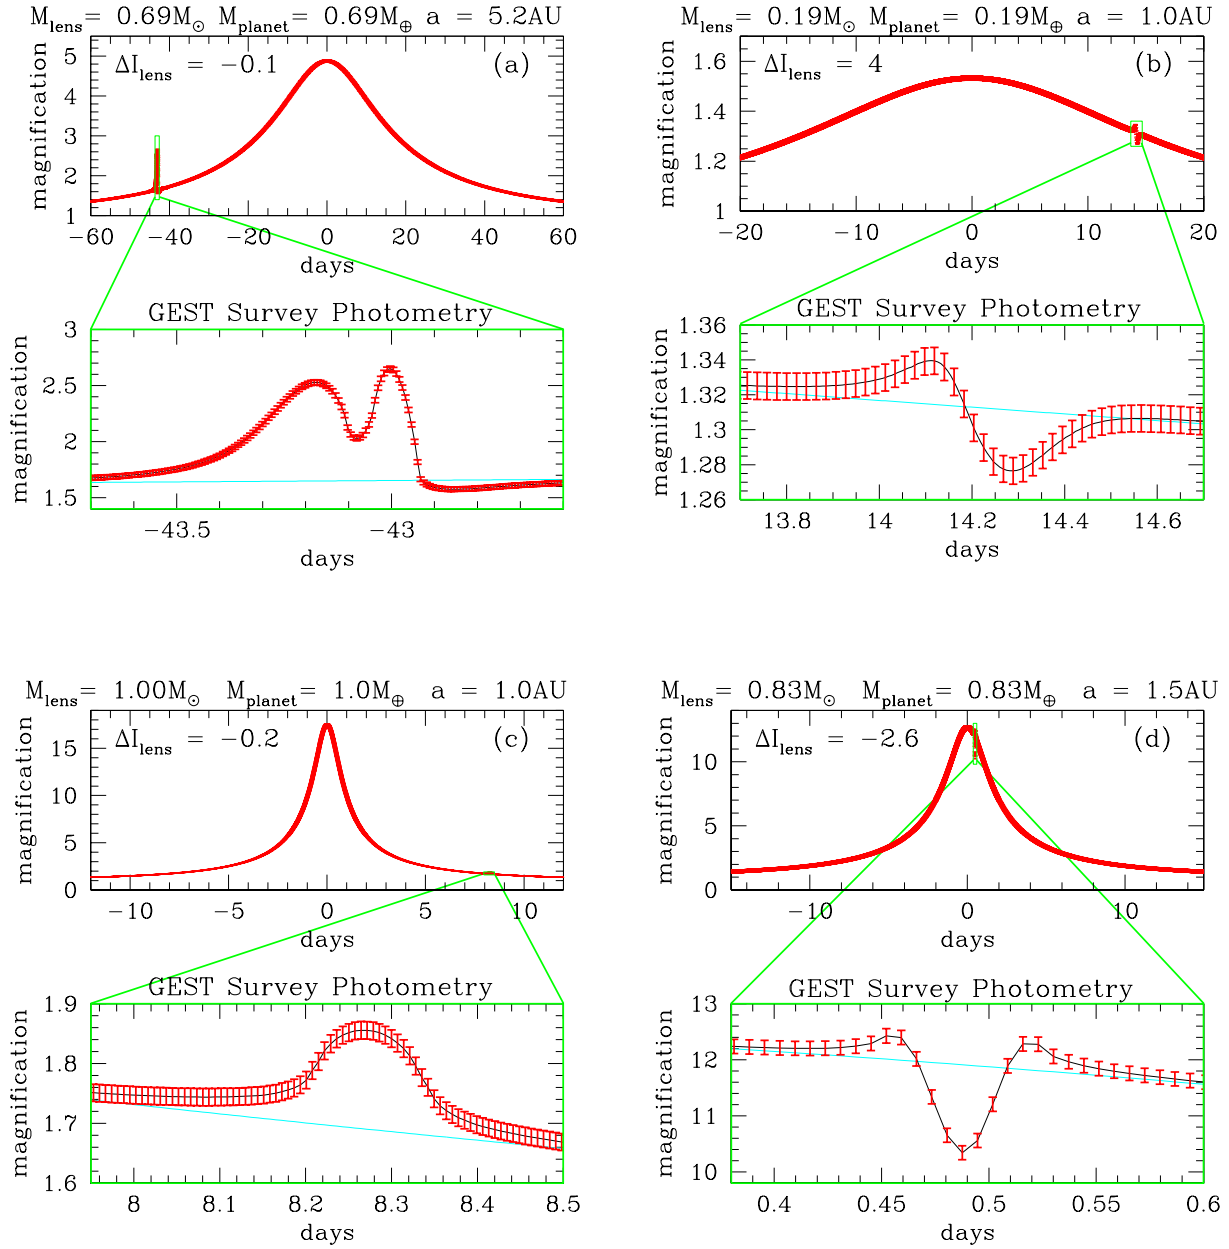 M_lens = 0.69M_⊙ M_planet = 0.69M_⊕ a = 5.2AU
ΔI_lens = −0.1
(a)
magnification
5
4
3
2
1
−60 −40 −20 0 20 40 60
days
GEST Survey Photometry
magnification
3
2.5
2
1.5
−43.5 −43
days
M_lens = 0.19M_⊙ M_planet = 0.19M_⊕ a = 1.0AU
ΔI_lens = 4
(b)
magnification
1.6
1.4
1.2
1
−20 −10 0 10 20
days
GEST Survey Photometry
magnification
1.36
1.34
1.32
1.3
1.28
1.26
13.8 14 14.2 14.4 14.6
days
M_lens = 1.00M_⊙ M_planet = 1.0M_⊕ a = 1.0AU
ΔI_lens = −0.2
(c)
magnification
15
10
5
0
−10 −5 0 5 10
days
GEST Survey Photometry
magnification
1.9
1.8
1.7
1.6
8 8.1 8.2 8.3 8.4 8.5
days
M_lens = 0.83M_⊙ M_planet = 0.83M_⊕ a = 1.5AU
ΔI_lens = −2.6
(d)
magnification
10
5
0
−10 0 10
days
GEST Survey Photometry
magnification
13
12
11
10
0.4 0.45 0.5 0.55 0.6
days